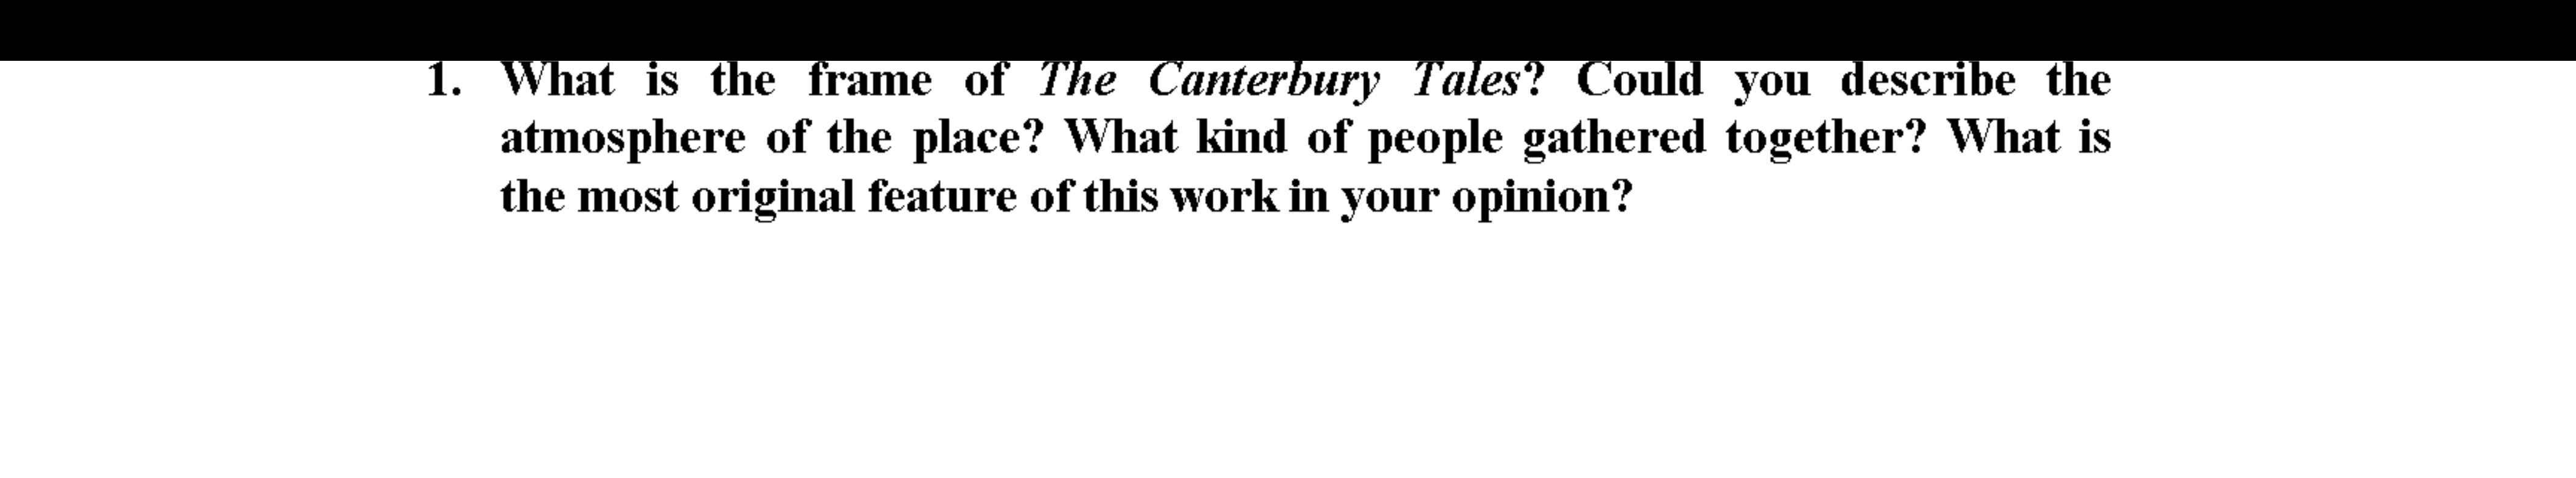 1. What is the frame of The Canterbury Tales? Could you describe the
atmosphere of the place? What kind of people gathered together? What is
the most original feature of this work in your opinion?